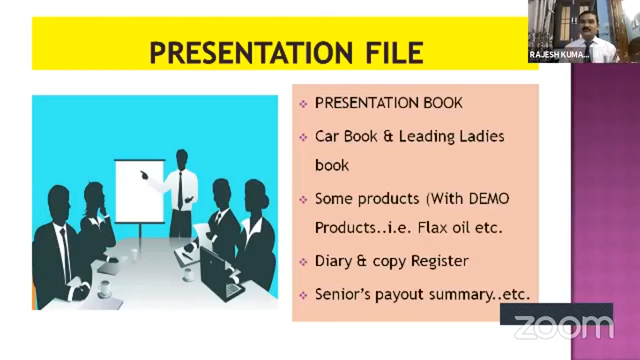 PRESENTATION FILE
RAJESH KUMA...
PRESENTATION BOOK
Car Book & Leading Ladies
book
Some products (With DEMO
Products..i.e. Flax oil etc.
Diary & copy Register
Senior's payout summary..etc.
zoom